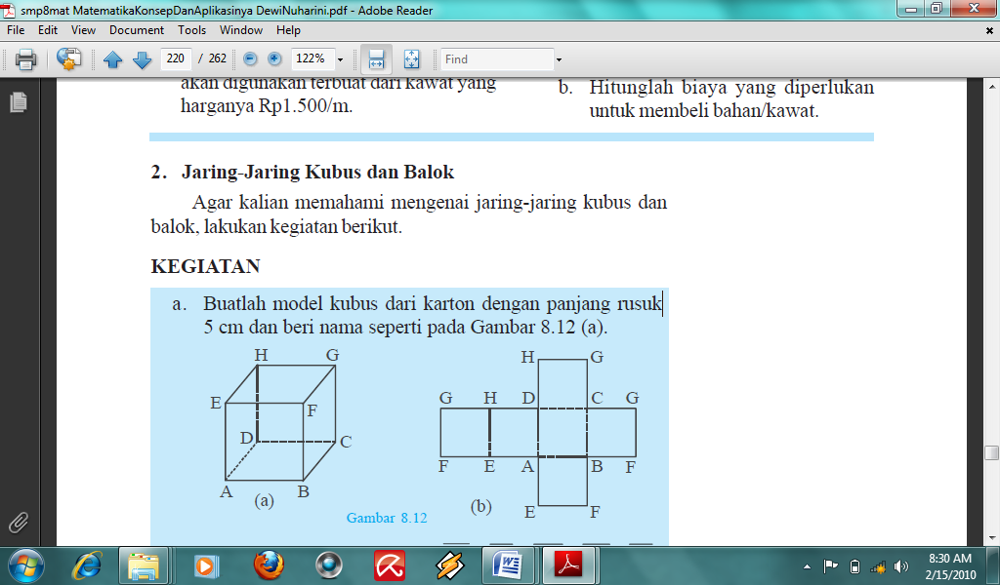 smp8mat MatematikaKonsepDanAplikasinya DewiNuharini.pdf - Adobe Reader
File Edit View Document Tools Window Help
220 / 262 122% Find
akan digunakan terbuat dari kawat yang
harganya Rp1.500/m.
b. Hitunglah biaya yang diperlukan
untuk membeli bahan/kawat.
2. Jaring-Jaring Kubus dan Balok
Agar kalian memahami mengenai jaring-jaring kubus dan
balok, lakukan kegiatan berikut.
KEGIATAN
a. Buatlah model kubus dari karton dengan panjang rusuk
5 cm dan beri nama seperti pada Gambar 8.12 (a).
H G
E F
D C
A B
(a)
H G
G H D C G
F E A B F
E F
(b)
Gambar 8.12
8:30 AM
2/15/2010